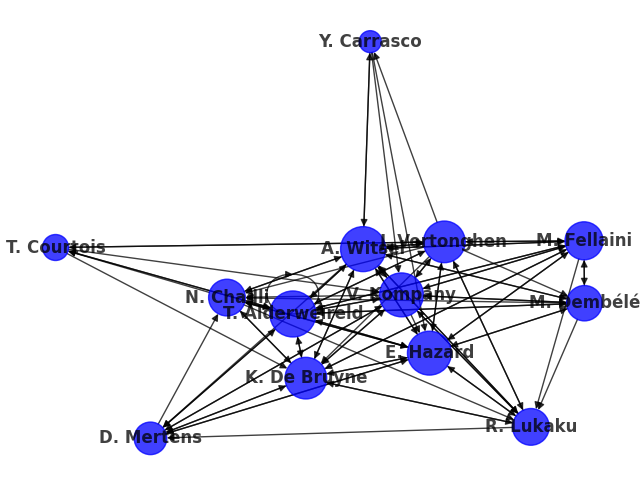 Y. Carrasco
T. Courtois
A. Witsel
J. Vertonghen
M. Fellaini
N. Chadli
V. Kompany
M. Dembélé
T. Alderweireld
E. Hazard
K. De Bruyne
R. Lukaku
D. Mertens